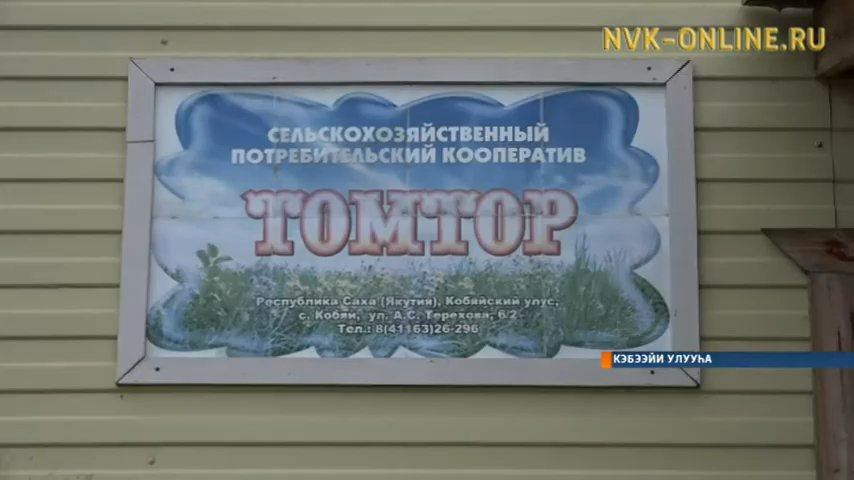 NVK-ONLINE.RU
СЕЛЬСКОХОЗЯЙСТВЕННЫЙ
ПОТРЕБИТЕЛЬСКИЙ КООПЕРАТИВ
ТОМТОР
Республика Саха (Якутия), Кобяйский улус,
с. Кобяй, ул. А.С. Терехова, 6/2
Тел.: 8(41163)26-296
КЭБЭЭЙИ УЛУУҺА